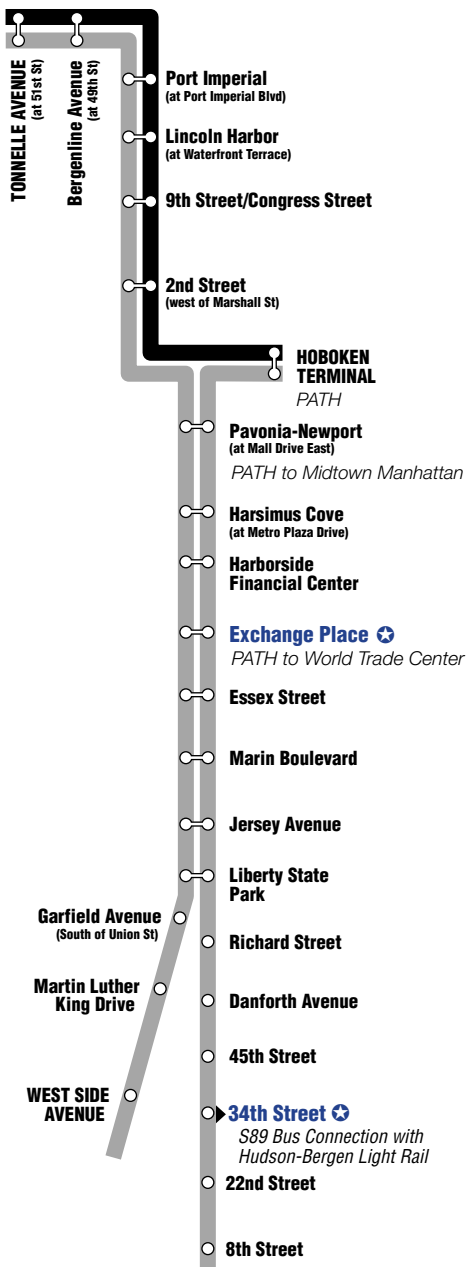 TONNELLE AVENUE
(at 51st St)
Bergenline Avenue
(at 49th St)
Port Imperial
(at Port Imperial Blvd)
Lincoln Harbor
(at Waterfront Terrace)
9th Street/Congress Street
2nd Street
(west of Marshall St)
HOBOKEN
TERMINAL
PATH
Pavonia-Newport
(at Mall Drive East)
PATH to Midtown Manhattan
Harsimus Cove
(at Metro Plaza Drive)
Harborside
Financial Center
Exchange Place
PATH to World Trade Center
Essex Street
Marin Boulevard
Jersey Avenue
Liberty State
Park
Garfield Avenue
(South of Union St)
Richard Street
Martin Luther
King Drive
Danforth Avenue
45th Street
WEST SIDE
AVENUE
34th Street
S89 Bus Connection with
Hudson-Bergen Light Rail
22nd Street
8th Street